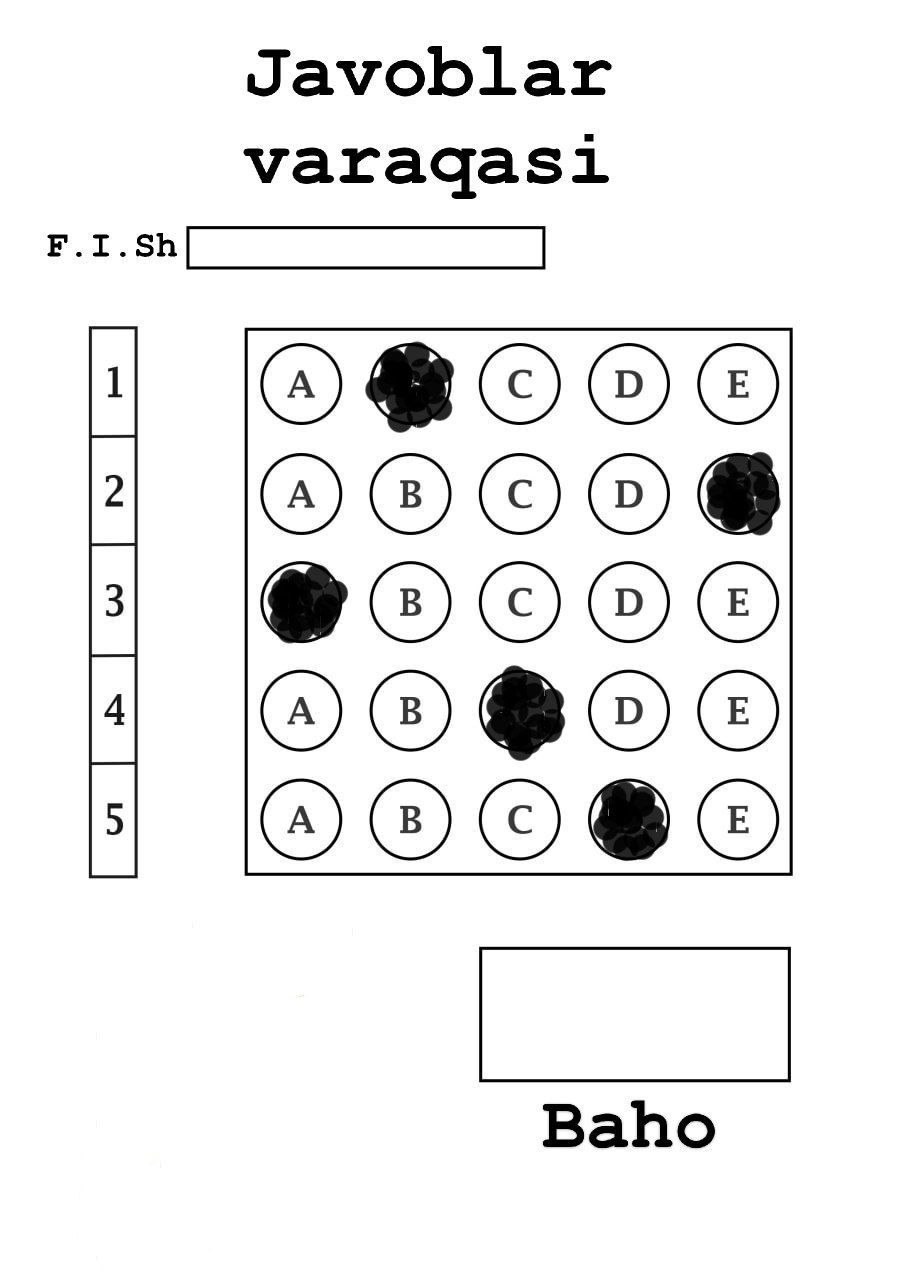 Javoblar
varaqasi
F.I.Sh
1 A C D E
2 A B C D
3 B C D E
4 A B D E
5 A B C E
Baho